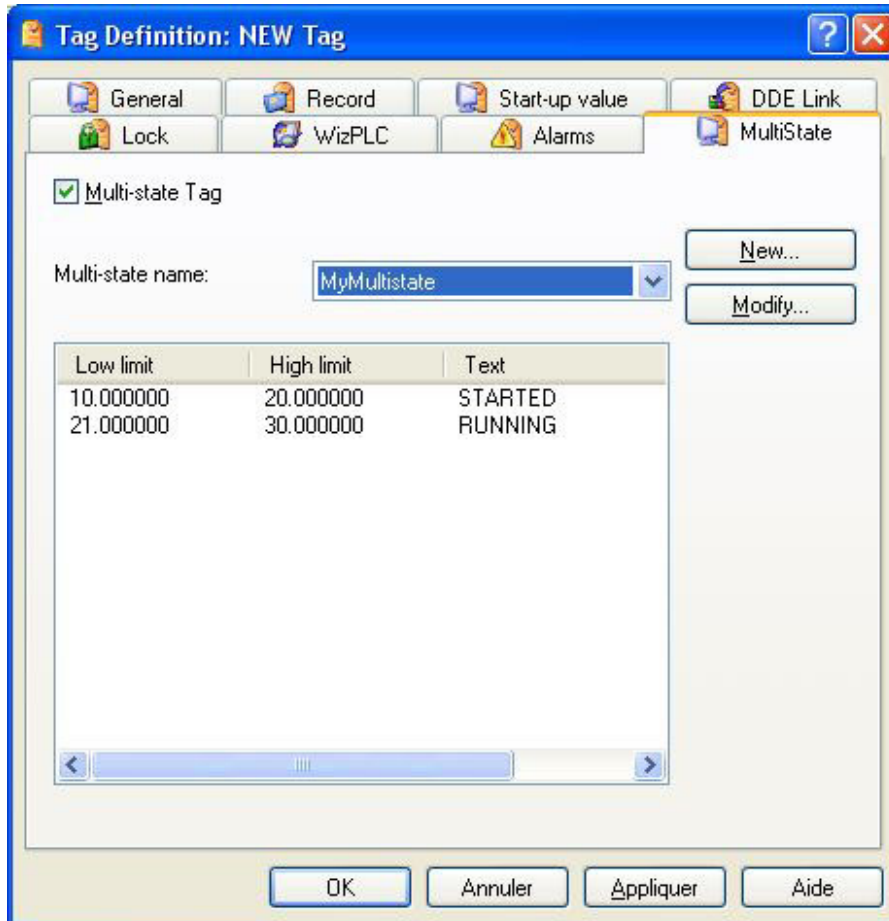 Tag Definition: NEW Tag
General Record Start-up value DDE Link
Lock WizPLC Alarms MultiState
Multi-state Tag
New...
Multi-state name: MyMultistate
Modify...
Low limit High limit Text
10.000000 20.000000 STARTED
21.000000 30.000000 RUNNING
OK Annuler Appliquer Aide